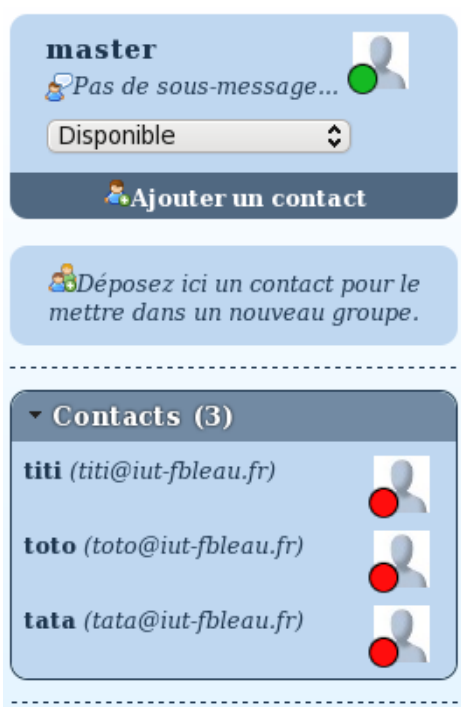 master
Pas de sous-message...
Disponible
Ajouter un contact
Déposez ici un contact pour le
mettre dans un nouveau groupe.
Contacts (3)
titi (titi@iut-fbleau.fr)
toto (toto@iut-fbleau.fr)
tata (tata@iut-fbleau.fr)